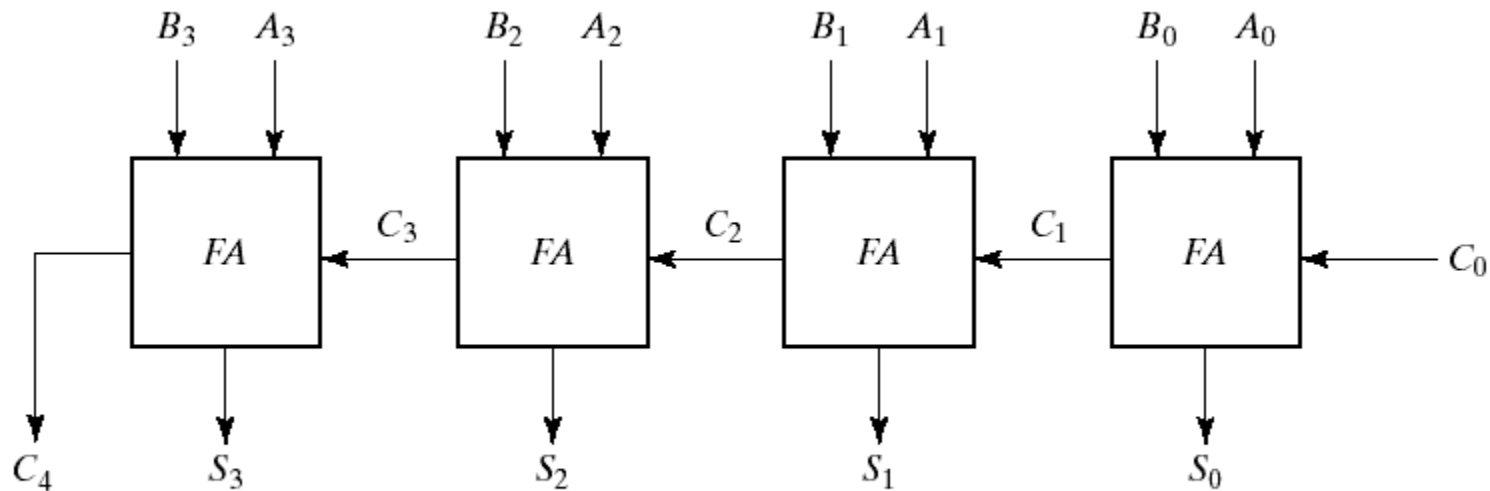 B₃ A₃ B₂ A₂ B₁ A₁ B₀ A₀
C₃ C₂ C₁
FA FA FA FA C₀
C₄ S₃ S₂ S₁ S₀